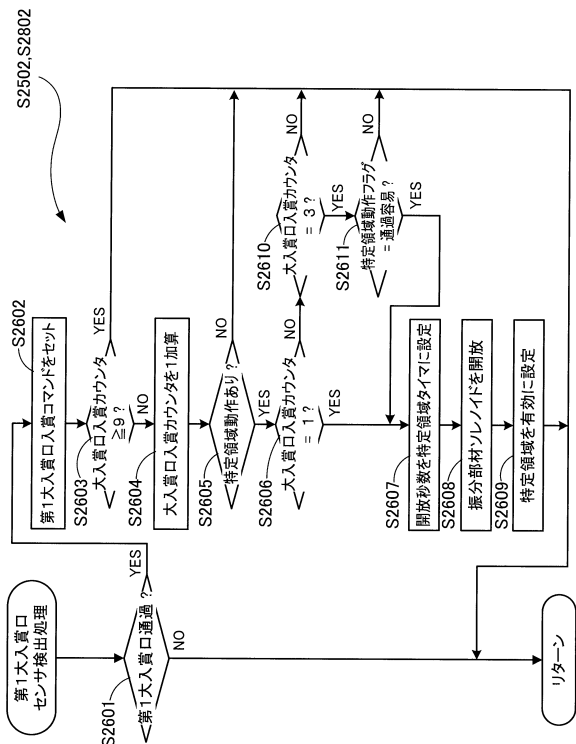 S2502,S2802
第1大入賞口
センサ検出処理
S2601
第1大入賞口通過?
YES
NO
S2602
第1大入賞口入賞コマンドをセット
S2603
大入賞口入賞カウンタ
≧9?
YES
NO
S2604
大入賞口入賞カウンタを1加算
S2605
特定領域動作あり?
NO
YES
S2606
大入賞口入賞カウンタ
= 1?
NO
YES
S2610
大入賞口入賞カウンタ
= 3?
NO
YES
S2611
特定領域動作フラグ
=通過容易?
NO
YES
S2607
開放秒数を特定領域タイマに設定
S2608
振分部材ソレノイドを開放
S2609
特定領域を有効に設定
リターン